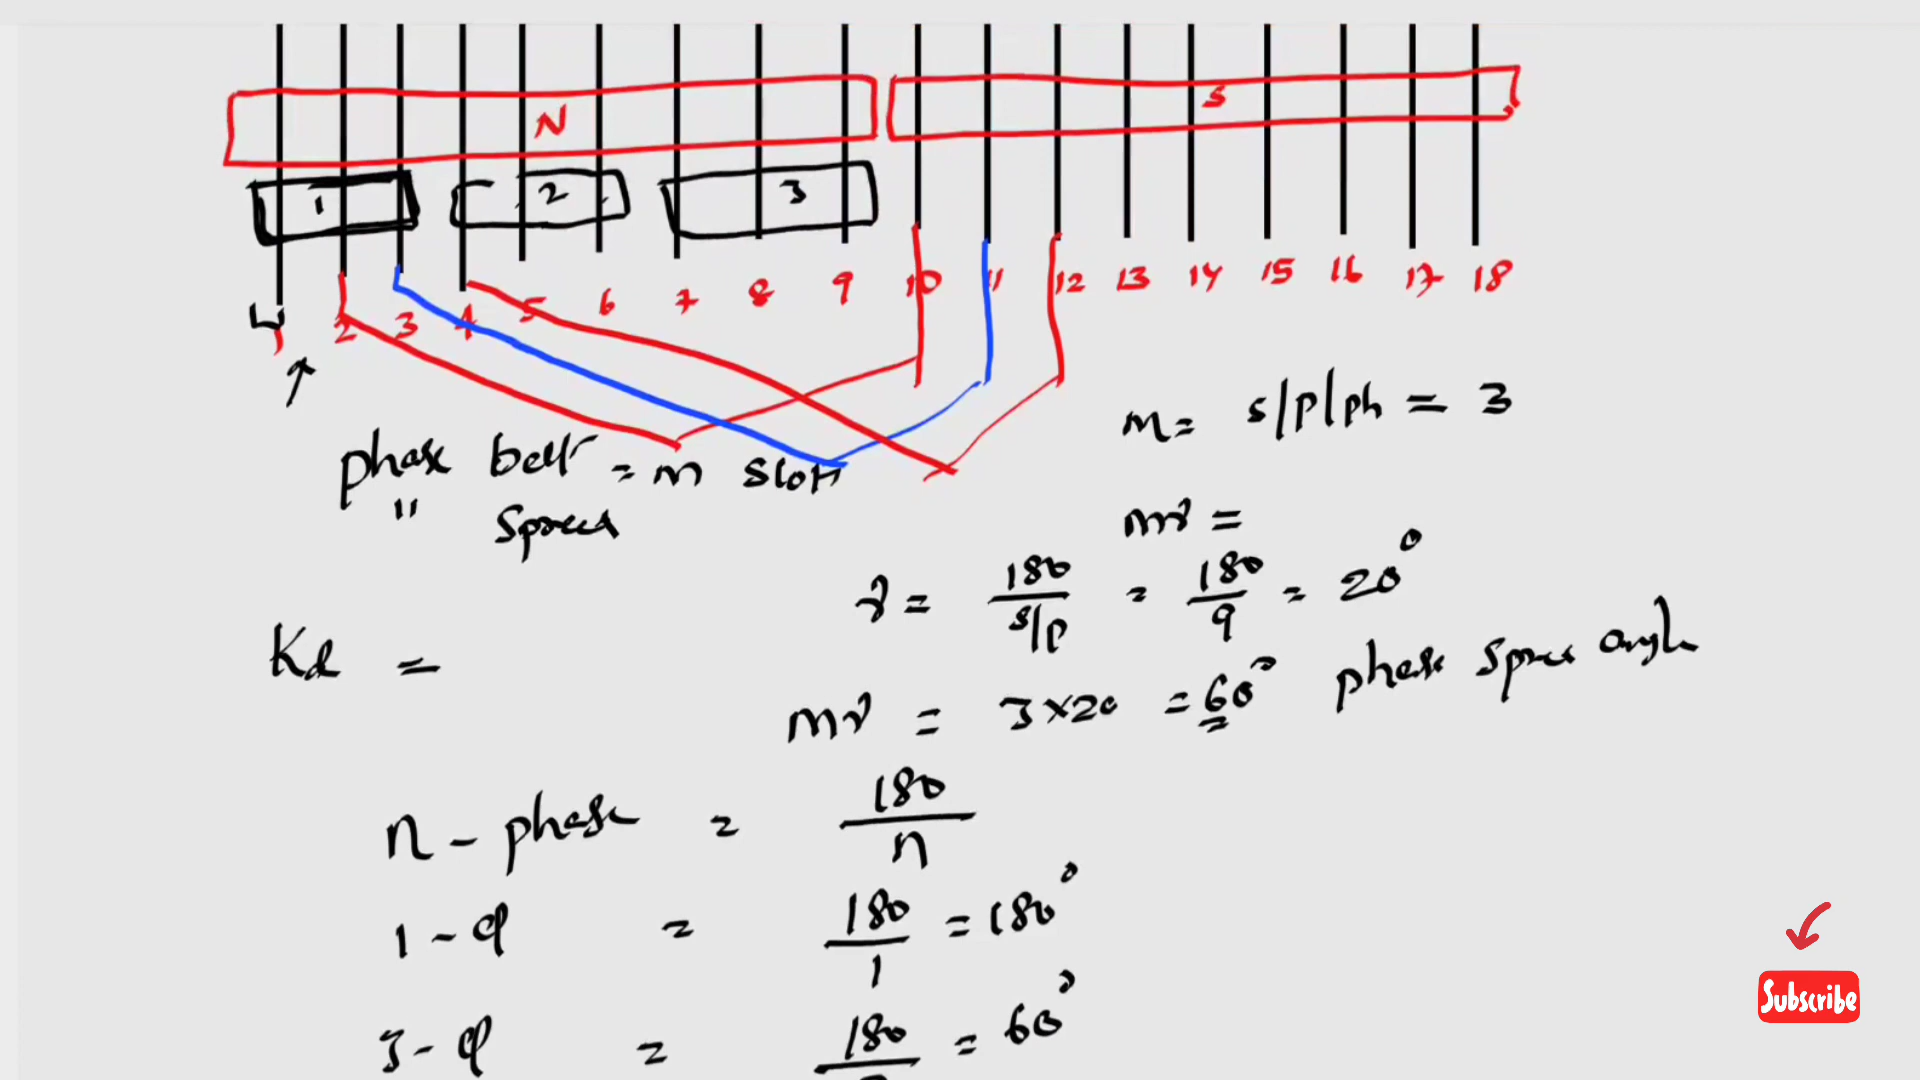 N S
1 2 3
1 2 3 4 5 6 7 8 9 10 11 12 13 14 15 16 17 18
phase belt = m slots
" spread
m = s/p/ph = 3
mγ =
γ = 180 / s/p = 180 / 9 = 20°
Kd =
mγ = 3×20 = 60° phase spread angle
n - phase = 180 / n
1 - φ = 180 / 1 = 180°
3 - φ = 180 = 60°
Subscribe